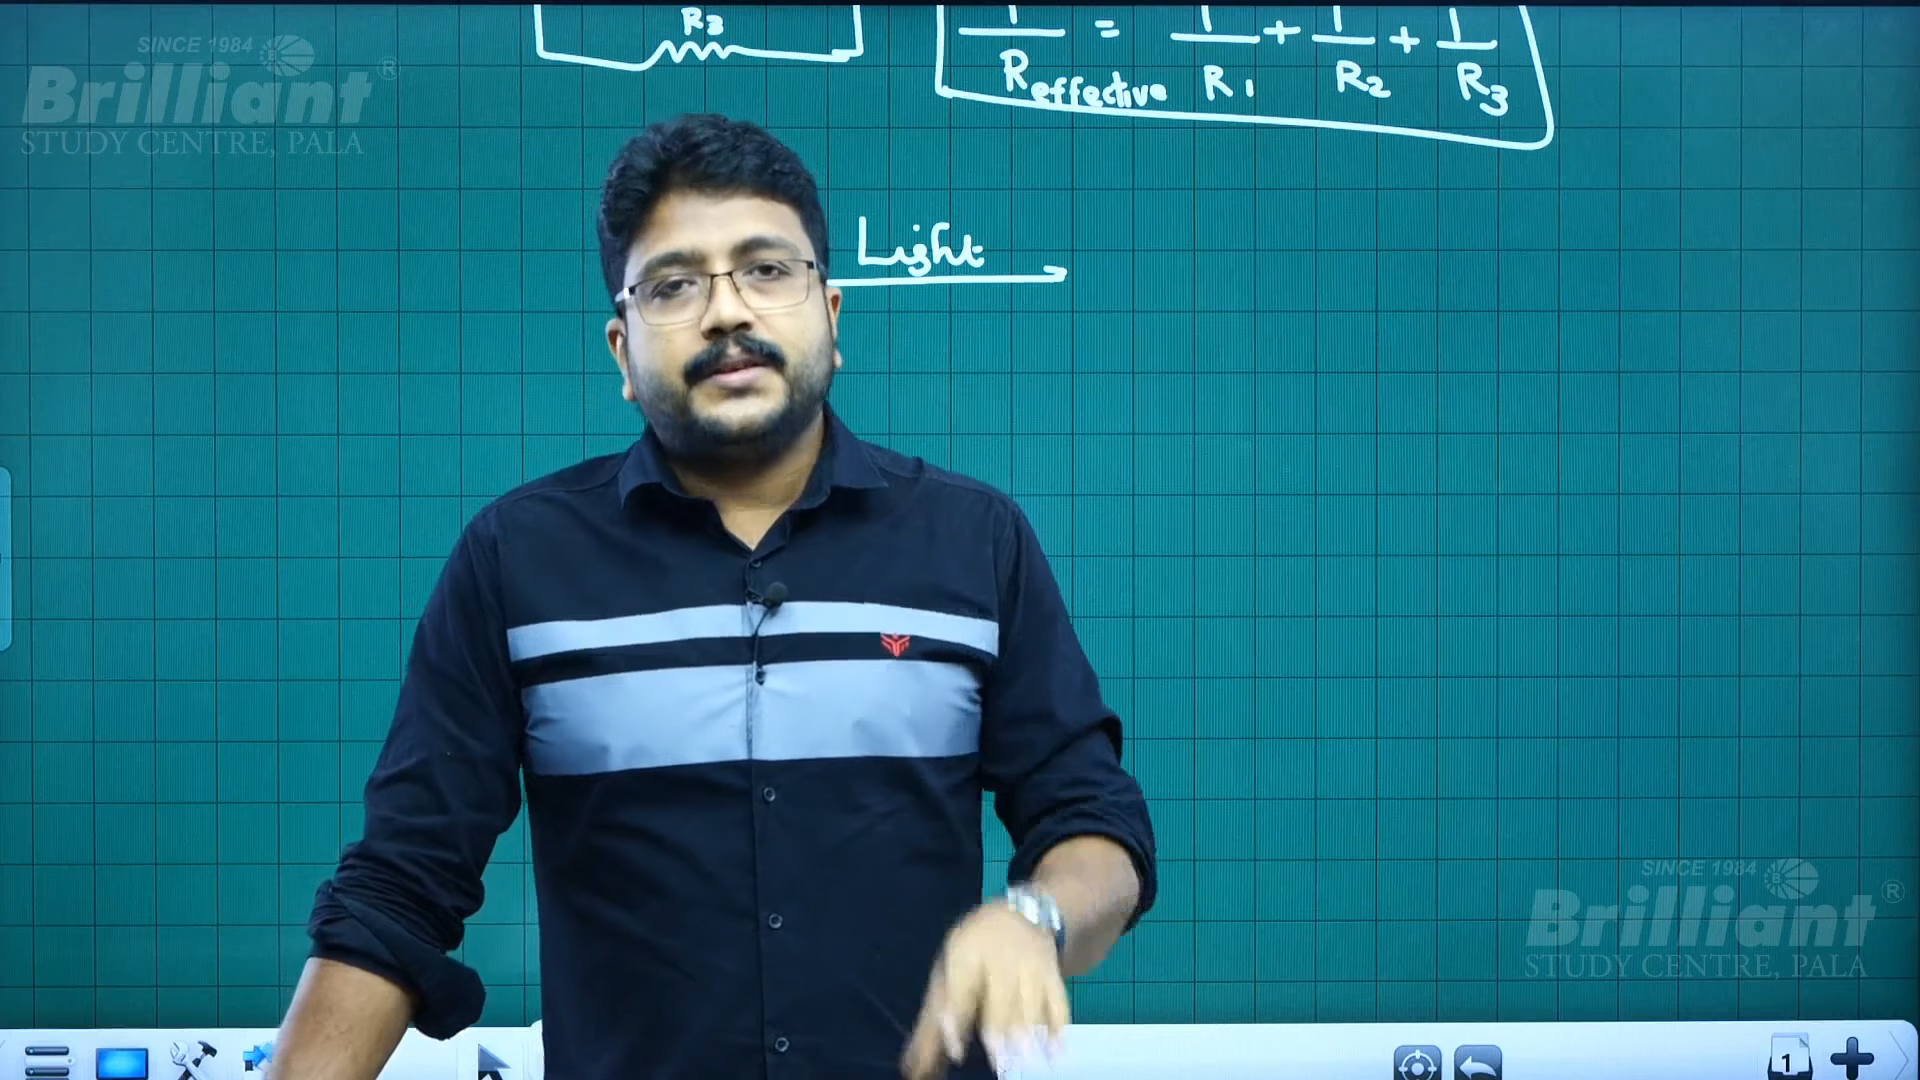 R3
1/R effective = 1/R1 + 1/R2 + 1/R3
SINCE 1984
Brilliant ®
STUDY CENTRE, PALA
Light
SINCE 1984
Brilliant ®
STUDY CENTRE, PALA
1